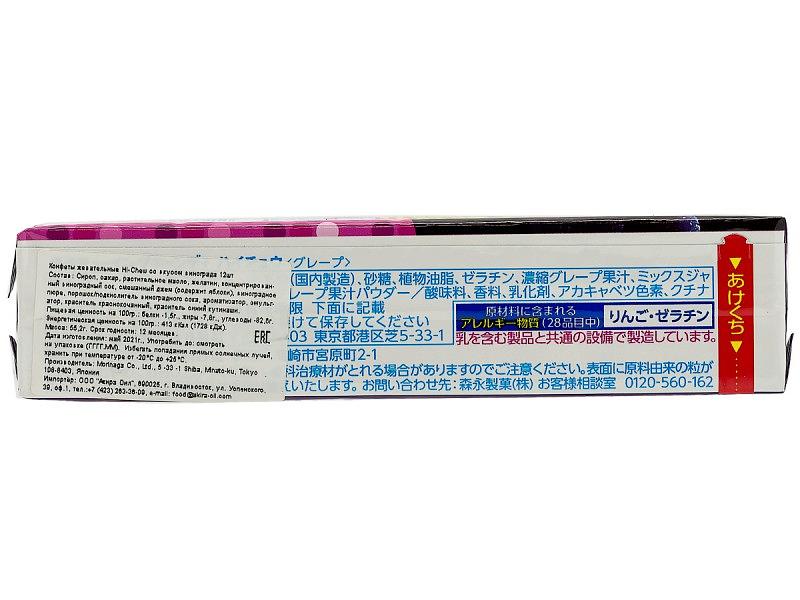 Конфеты жевательные Hi-Chew со вкусом винограда 12шт
Состав: Сироп, сахар, растительное масло, желатин, концентрирован-
ный виноградный сок, смешанный джем (содержит яблоки), виноградное
пюре, порошок/подкислитель виноградного сока, ароматизатор, эмульг-
атор, краситель краснокочанный, краситель синий кутинаши.
Пищевая ценность на 100гр.: белки -1,5г., жиры -7,8г., углеводы -82,8г.
Энергетическая ценность на 100гр.: 413 кКал (1728 кДж).
Масса: 55,2г. Срок годности: 12 месяцев.
Дата изготовления: май 2021г. Употребить до: смотреть
на упаковке (ГГГГ.ММ). Избегать попадания прямых солнечных лучей,
хранить при температуре от -20°С до +25°С.
Производитель: Morinaga Co., Ltd., 5-33-1 Shiba, Minato-ku, Tokyo
108-8403, Япония
Импортёр: ООО "Акира Оил", 690025, г. Владивосток, ул. Успенского,
39, оф.1, тел.:+7 (423) 263-36-09, e-mail: food@akira-oil.com
EAC
ハイチュウ〈グレープ〉
(国内製造)、砂糖、植物油脂、ゼラチン、濃縮グレープ果汁、ミックスジャ
レープ果汁パウダー／酸味料、香料、乳化剤、アカキャベツ色素、クチナ
限 下面に記載
けて保存してください
403 東京都港区芝5-33-1
崎市宮原町2-1
原材料に含まれる
アレルギー物質(28品目中)
りんご・ゼラチン
乳を含む製品と共通の設備で製造しています。
科治療材がとれる場合がありますのでご注意ください。表面に原料由来の粒が
いたします。お問い合わせ先：森永製菓(株) お客様相談室 0120-560-162
▼あけくち▼